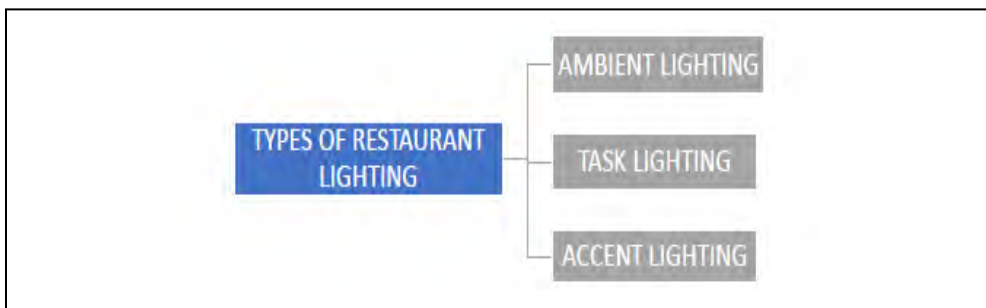 TYPES OF RESTAURANT
LIGHTING
AMBIENT LIGHTING
TASK LIGHTING
ACCENT LIGHTING